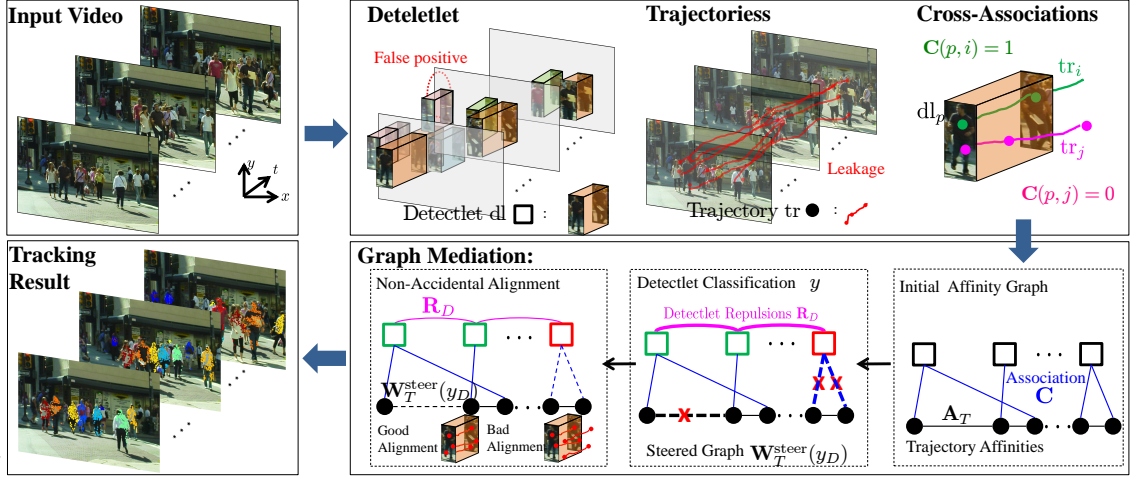 Input Video
y
t
x
Deteletlet
False positive
Detectlet dl :
Trajectoriess
Leakage
Trajectory tr :
Cross-Associations
C(p, i) = 1
tr_i
dl_p
tr_j
C(p, j) = 0
Graph Mediation:
Initial Affinity Graph
Association
C
A_T
Trajectory Affinities
Detectlet Classification y
Detectlet Repulsions R_D
X X
X
Steered Graph W_T^steer(y_D)
Non-Accidental Alignment
R_D
W_T^steer(y_D)
Good
Alignment
Bad
Alignment
Tracking
Result